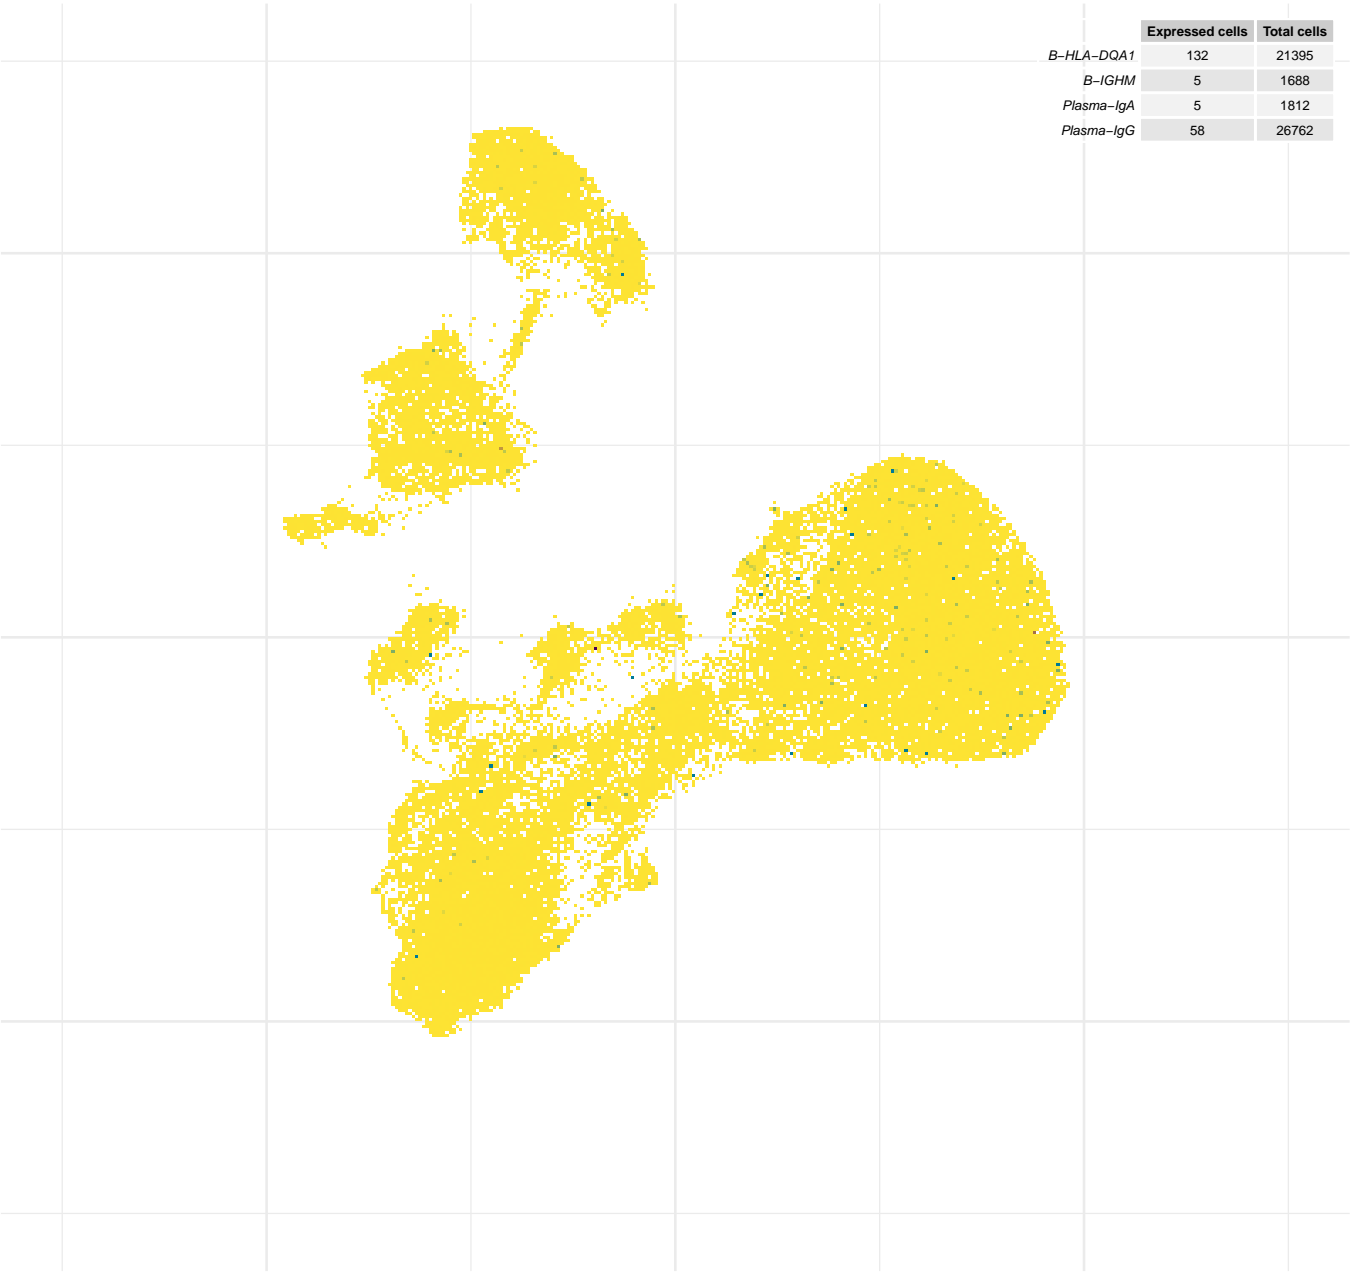 Expressed cells Total cells
B−HLA−DQA1 132 21395
B−IGHM 5 1688
Plasma−IgA 5 1812
Plasma−IgG 58 26762